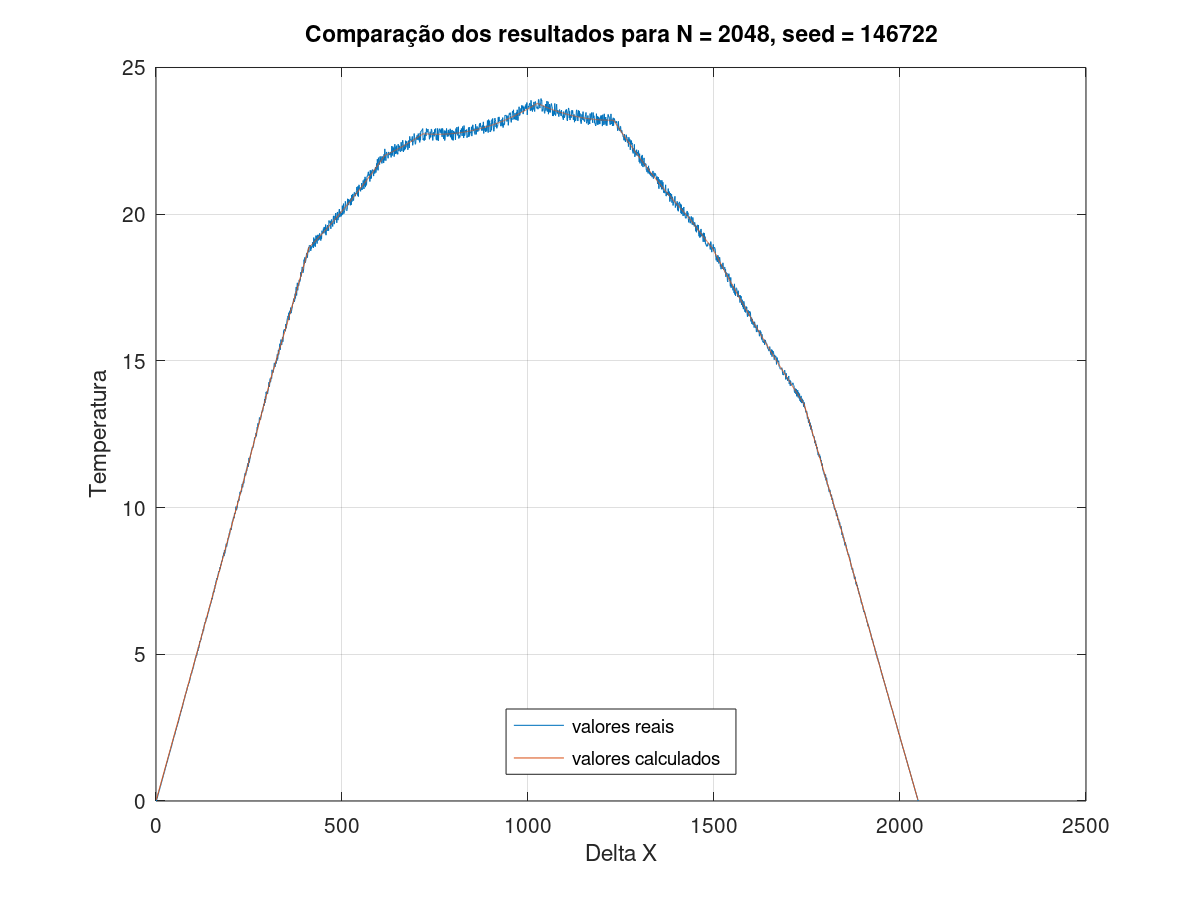 Comparação dos resultados para N = 2048, seed = 146722
25
20
15
10
5
0
Temperatura
valores reais
valores calculados
0 500 1000 1500 2000 2500
Delta X